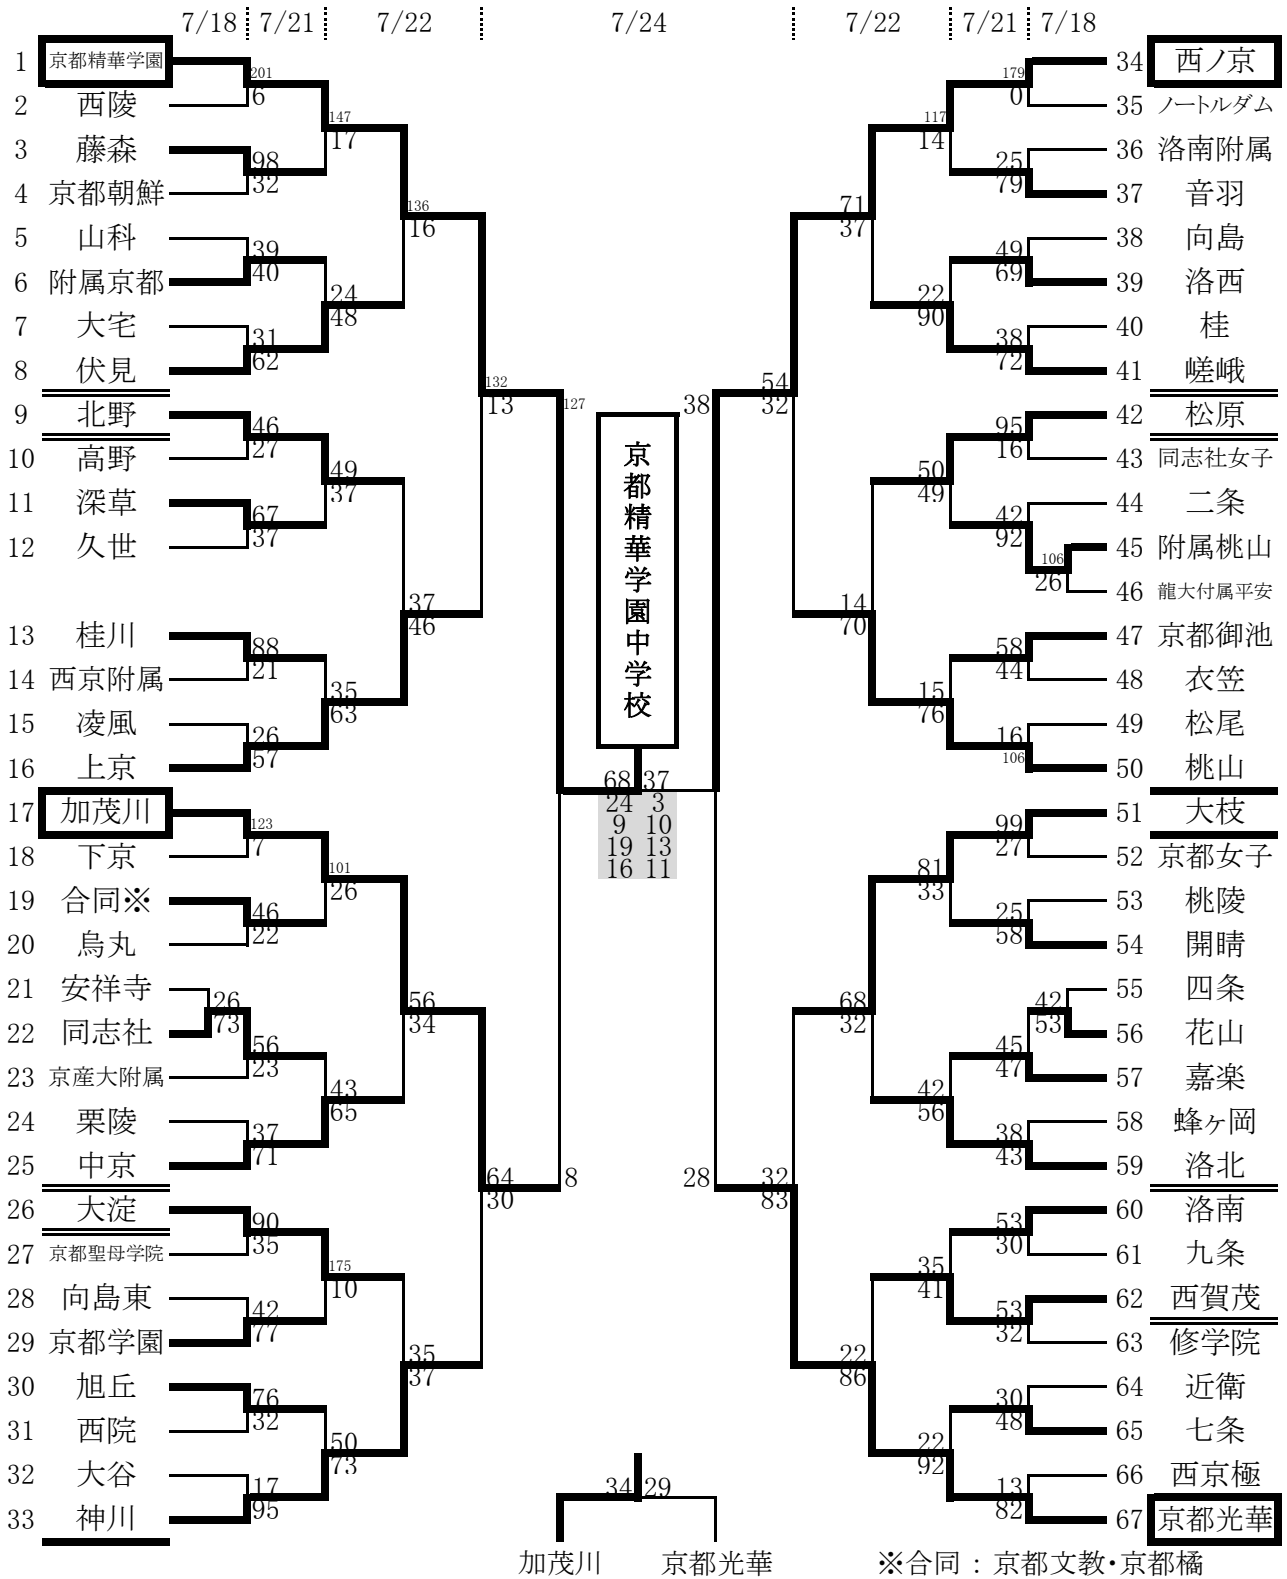 7/18 7/21 7/22 7/24 7/22 7/21 7/18
1 京都精華学園
2 西陵
3 藤森
4 京都朝鮮
5 山科
6 附属京都
7 大宅
8 伏見
9 北野
10 高野
11 深草
12 久世
13 桂川
14 西京附属
15 凌風
16 上京
17 加茂川
18 下京
19 合同※
20 烏丸
21 安祥寺
22 同志社
23 京産大附属
24 栗陵
25 中京
26 大淀
27 京都聖母学院
28 向島東
29 京都学園
30 旭丘
31 西院
32 大谷
33 神川
201
6
98
32
39
40
31
62
46
27
67
37
88
21
26
57
123
7
46
22
26
73
56
23
37
71
90
35
42
77
76
32
17
95
147
17
24
48
49
37
35
63
101
26
43
65
175
10
50
73
136
16
37
46
56
34
35
37
132
13
64
30
127
8
京都精華学園中学校
68 37
24 3
9 10
19 13
16 11
34 29
加茂川 京都光華
38
28
54
32
32
83
71
37
14
70
68
32
22
86
117
14
22
90
50
49
15
76
81
33
42
56
35
41
22
92
179
0
25
79
49
69
38
72
95
16
42
92
106
26
58
44
16
106
99
27
25
58
42
53
45
47
38
43
53
30
53
32
30
48
13
82
34 西ノ京
35 ノートルダム
36 洛南附属
37 音羽
38 向島
39 洛西
40 桂
41 嵯峨
42 松原
43 同志社女子
44 二条
45 附属桃山
46 龍大付属平安
47 京都御池
48 衣笠
49 松尾
50 桃山
51 大枝
52 京都女子
53 桃陵
54 開晴
55 四条
56 花山
57 嘉楽
58 蜂ヶ岡
59 洛北
60 洛南
61 九条
62 西賀茂
63 修学院
64 近衛
65 七条
66 西京極
67 京都光華
※合同：京都文教・京都橘